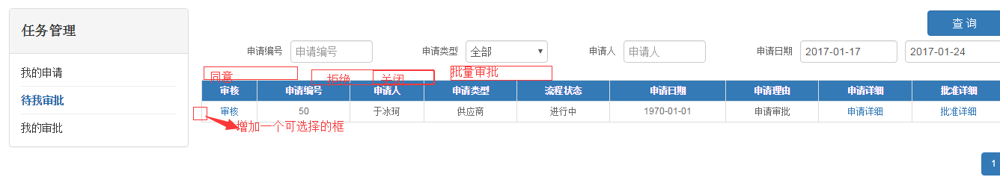 任务管理
我的申请
待我审批
我的审批
查 询
申请编号 申请编号 申请类型 全部 申请人 申请人 申请日期 2017-01-17 2017-01-24
同意 拒绝 关闭 批量审批
审核 申请编号 申请人 申请类型 流程状态 申请日期 申请理由 申请详细 批准详细
审核 50 于冰珂 供应商 进行中 1970-01-01 申请审批 申请详细 批准详细
增加一个可选择的框
1